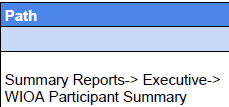 Path
Summary Reports-> Executive->
WIOA Participant Summary